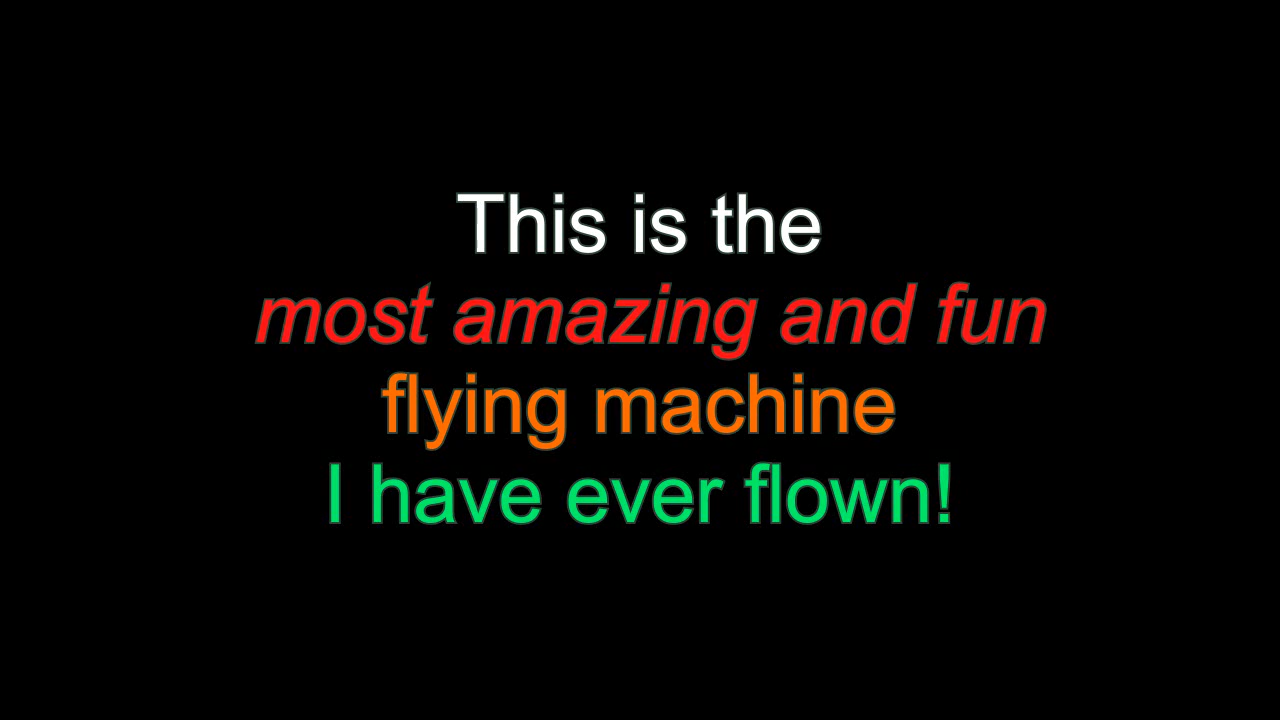 This is the
most amazing and fun
flying machine
I have ever flown!